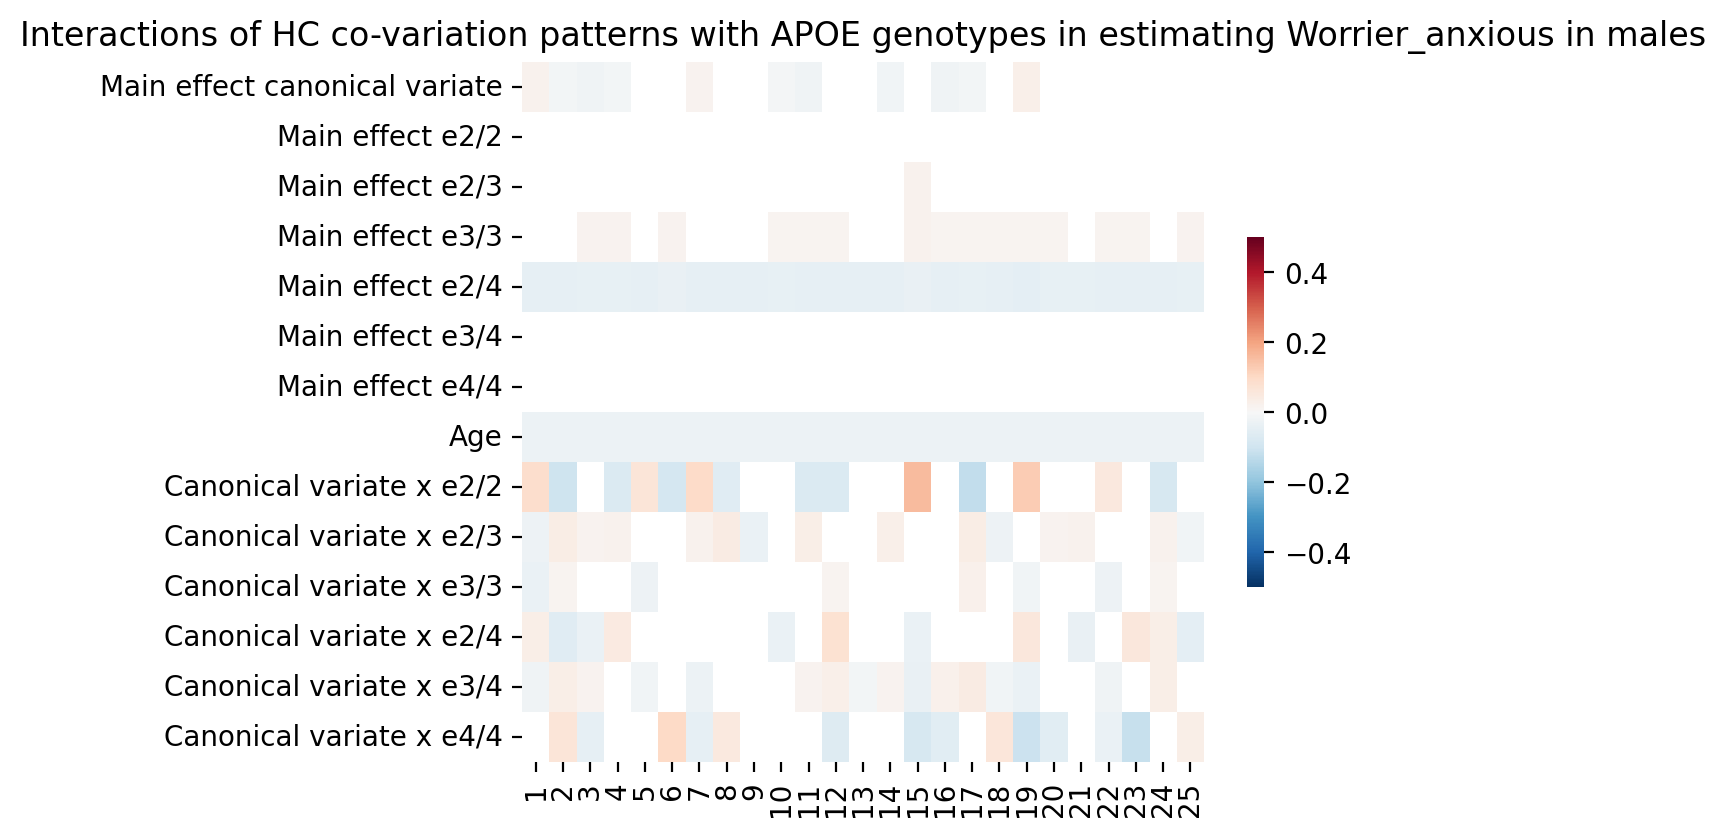 Interactions of HC co-variation patterns with APOE genotypes in estimating Worrier_anxious in males
Main effect canonical variate
Main effect e2/2
Main effect e2/3
Main effect e3/3
Main effect e2/4
Main effect e3/4
Main effect e4/4
Age
Canonical variate x e2/2
Canonical variate x e2/3
Canonical variate x e3/3
Canonical variate x e2/4
Canonical variate x e3/4
Canonical variate x e4/4
1 2 3 4 5 6 7 8 9 10 11 12 13 14 15 16 17 18 19 20 21 22 23 24 25
0.4
0.2
0.0
−0.2
−0.4